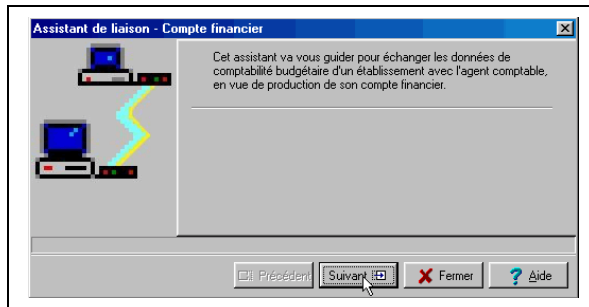 Assistant de liaison - Compte financier
Cet assistant va vous guider pour échanger les données de
comptabilité budgétaire d'un établissement avec l'agent comptable,
en vue de production de son compte financier.
Précédent Suivant Fermer ? Aide